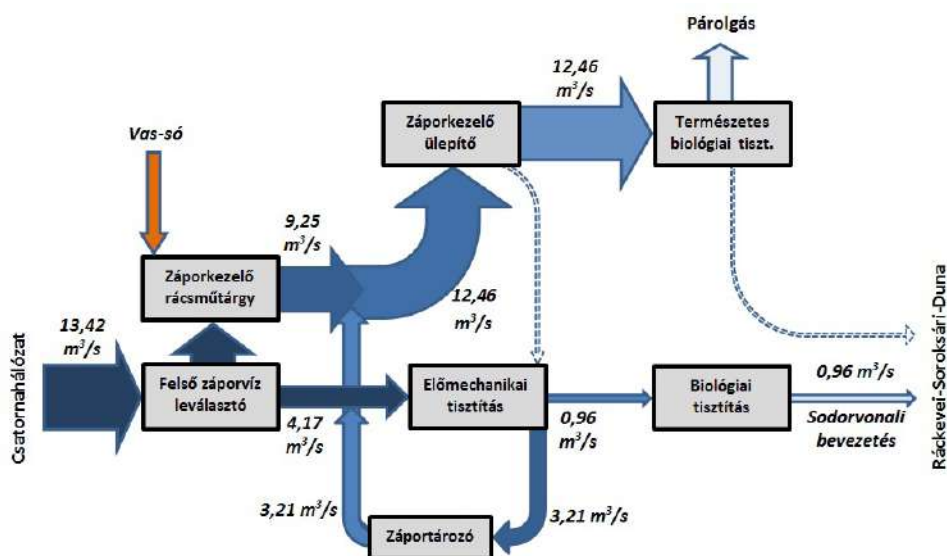 Párolgás
12,46
m³/s
Záporkezelő
ülepítő
Természetes
biológiai tiszt.
Vas-só
9,25
m³/s
Záporkezelő
rácsműtárgy
12,46
m³/s
13,42
m³/s
Csatornahálózat
Felső záporvíz
leválasztó
4,17
m³/s
Előmechanikai
tisztítás
0,96
m³/s
Biológiai
tisztítás
0,96 m³/s
Sodorvonali
bevezetés
Ráckevei-Soroksári-Duna
3,21 m³/s
Záportározó
3,21 m³/s